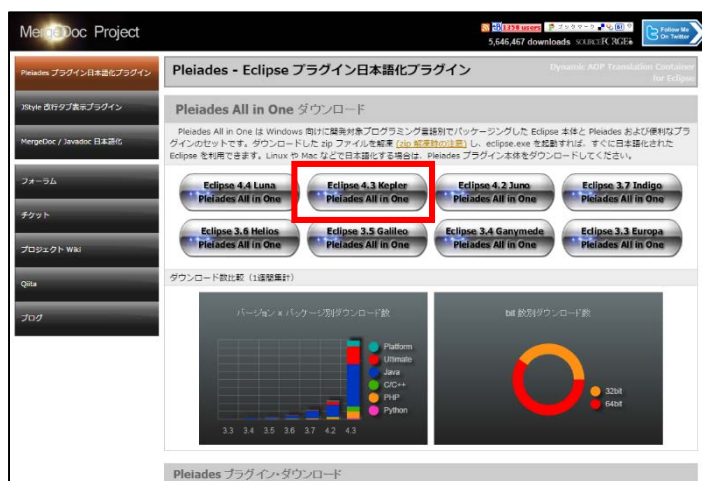 MergeDoc Project
1358 users
5,646,467 downloads
Follow Me
On Twitter
Pleiades プラグイン日本語化プラグイン
JStyle 改行タブ表示プラグイン
MergeDoc / Javadoc 日本語化
フォーラム
チケット
プロジェクト Wiki
Qiita
ブログ
Pleiades - Eclipse プラグイン日本語化プラグイン
Dynamic AOP Translation Container
for Eclipse
Pleiades All in One ダウンロード
Pleiades All in One は Windows 向けに開発対象プログラミング言語別でパッケージングした Eclipse 本体と Pleiades および便利なプラ
グインのセットです。ダウンロードした zip ファイルを解凍 (zip 解凍時の注意) し、eclipse.exe を起動すれば、すぐに日本語化された
Eclipse を利用できます。Linux や Mac などで日本語化する場合は、Pleiades プラグイン本体をダウンロードしてください。
Eclipse 4.4 Luna
Pleiades All in One
Eclipse 4.3 Kepler
Pleiades All in One
Eclipse 4.2 Juno
Pleiades All in One
Eclipse 3.7 Indigo
Pleiades All in One
Eclipse 3.6 Helios
Pleiades All in One
Eclipse 3.5 Galileo
Pleiades All in One
Eclipse 3.4 Ganymede
Pleiades All in One
Eclipse 3.3 Europa
Pleiades All in One
ダウンロード数比較（1週間集計）
バージョン x パッケージ別ダウンロード数
Platform
Ultimate
Java
C/C++
PHP
Python
3.3 3.4 3.5 3.6 3.7 4.2 4.3
bit 数別ダウンロード数
32bit
64bit
Pleiades プラグイン・ダウンロード